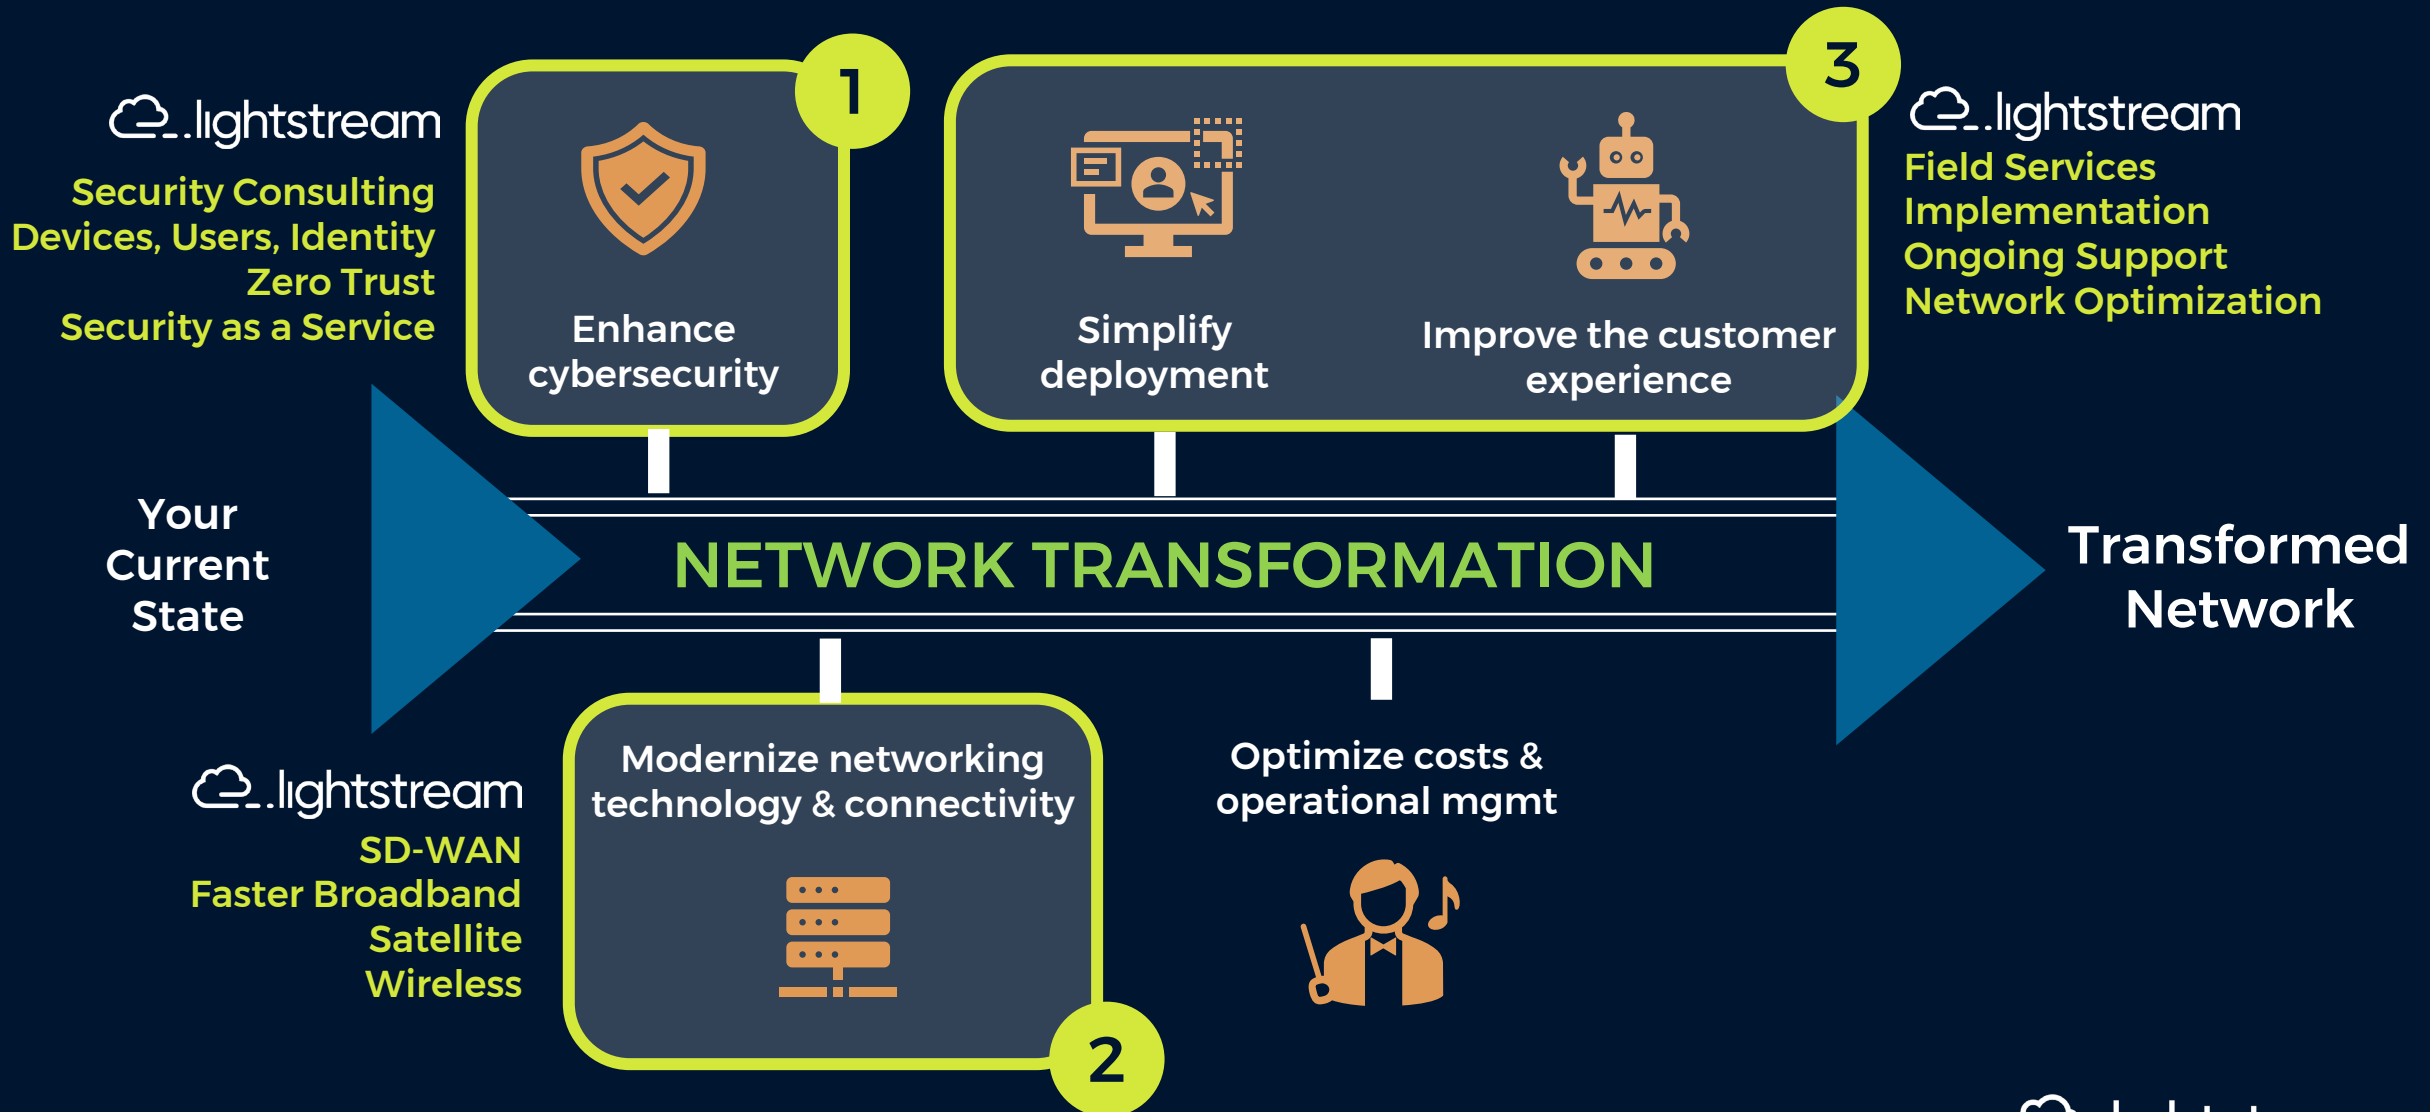 lightstream
Security Consulting
Devices, Users, Identity
Zero Trust
Security as a Service
1
Enhance
cybersecurity
3
Simplify
deployment
Improve the customer
experience
lightstream
Field Services
Implementation
Ongoing Support
Network Optimization
Your
Current
State
NETWORK TRANSFORMATION
Transformed
Network
lightstream
SD-WAN
Faster Broadband
Satellite
Wireless
Modernize networking
technology & connectivity
2
Optimize costs &
operational mgmt